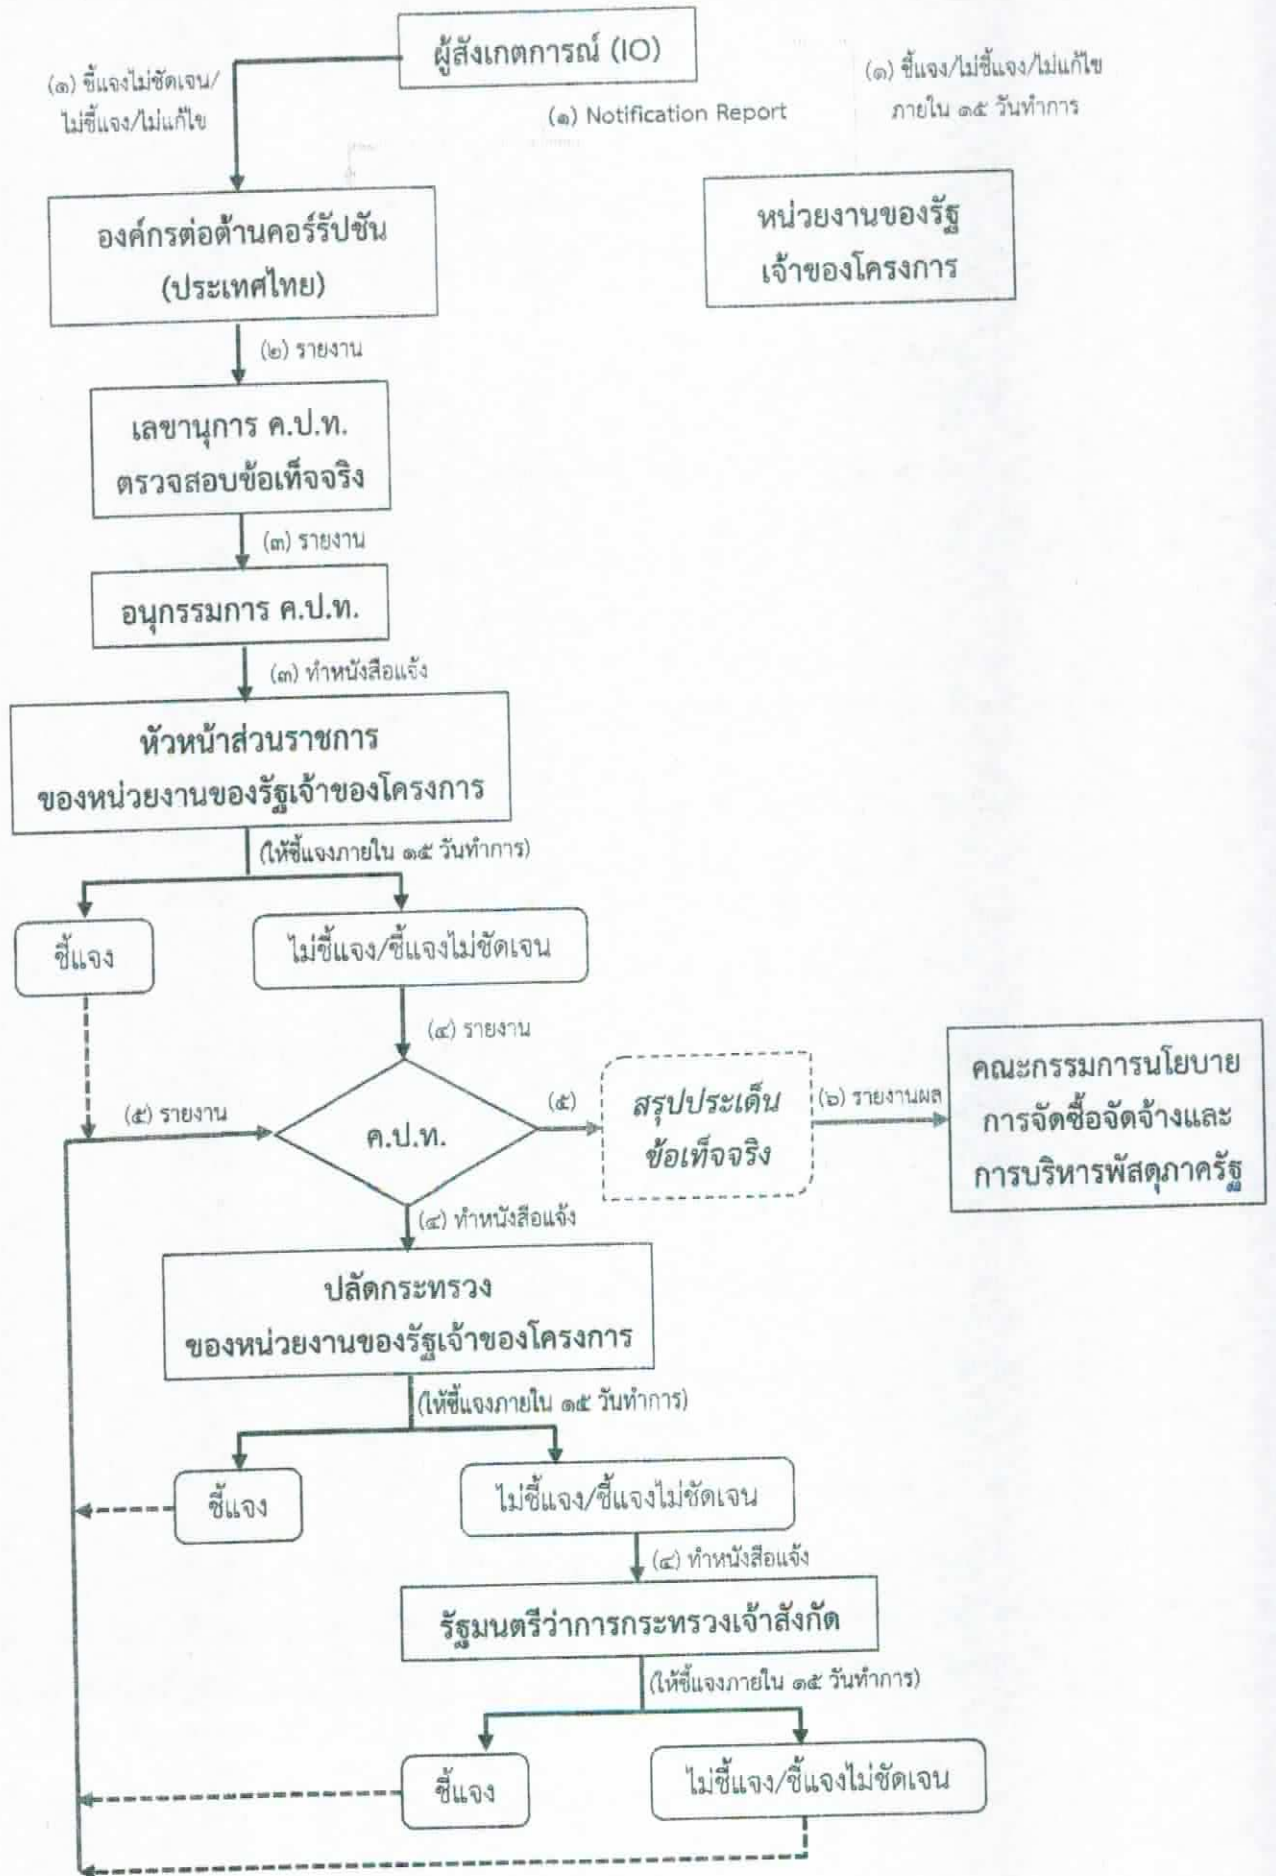 ผู้สังเกตการณ์ (IO)
(๑) ชี้แจงไม่ชัดเจน/
ไม่ชี้แจง/ไม่แก้ไข
(๑) Notification Report
(๑) ชี้แจง/ไม่ชี้แจง/ไม่แก้ไข
ภายใน ๑๕ วันทำการ
องค์กรต่อต้านคอร์รัปชัน
(ประเทศไทย)
หน่วยงานของรัฐ
เจ้าของโครงการ
(๒) รายงาน
เลขานุการ ค.ป.ท.
ตรวจสอบข้อเท็จจริง
(๓) รายงาน
อนุกรรมการ ค.ป.ท.
(๓) ทำหนังสือแจ้ง
หัวหน้าส่วนราชการ
ของหน่วยงานของรัฐเจ้าของโครงการ
(ให้ชี้แจงภายใน ๑๕ วันทำการ)
ชี้แจง
ไม่ชี้แจง/ชี้แจงไม่ชัดเจน
(๔) รายงาน
(๕) รายงาน
ค.ป.ท.
(๕)
สรุปประเด็น
ข้อเท็จจริง
(๖) รายงานผล
คณะกรรมการนโยบาย
การจัดซื้อจัดจ้างและ
การบริหารพัสดุภาครัฐ
(๔) ทำหนังสือแจ้ง
ปลัดกระทรวง
ของหน่วยงานของรัฐเจ้าของโครงการ
(ให้ชี้แจงภายใน ๑๕ วันทำการ)
ชี้แจง
ไม่ชี้แจง/ชี้แจงไม่ชัดเจน
(๔) ทำหนังสือแจ้ง
รัฐมนตรีว่าการกระทรวงเจ้าสังกัด
(ให้ชี้แจงภายใน ๑๕ วันทำการ)
ชี้แจง
ไม่ชี้แจง/ชี้แจงไม่ชัดเจน